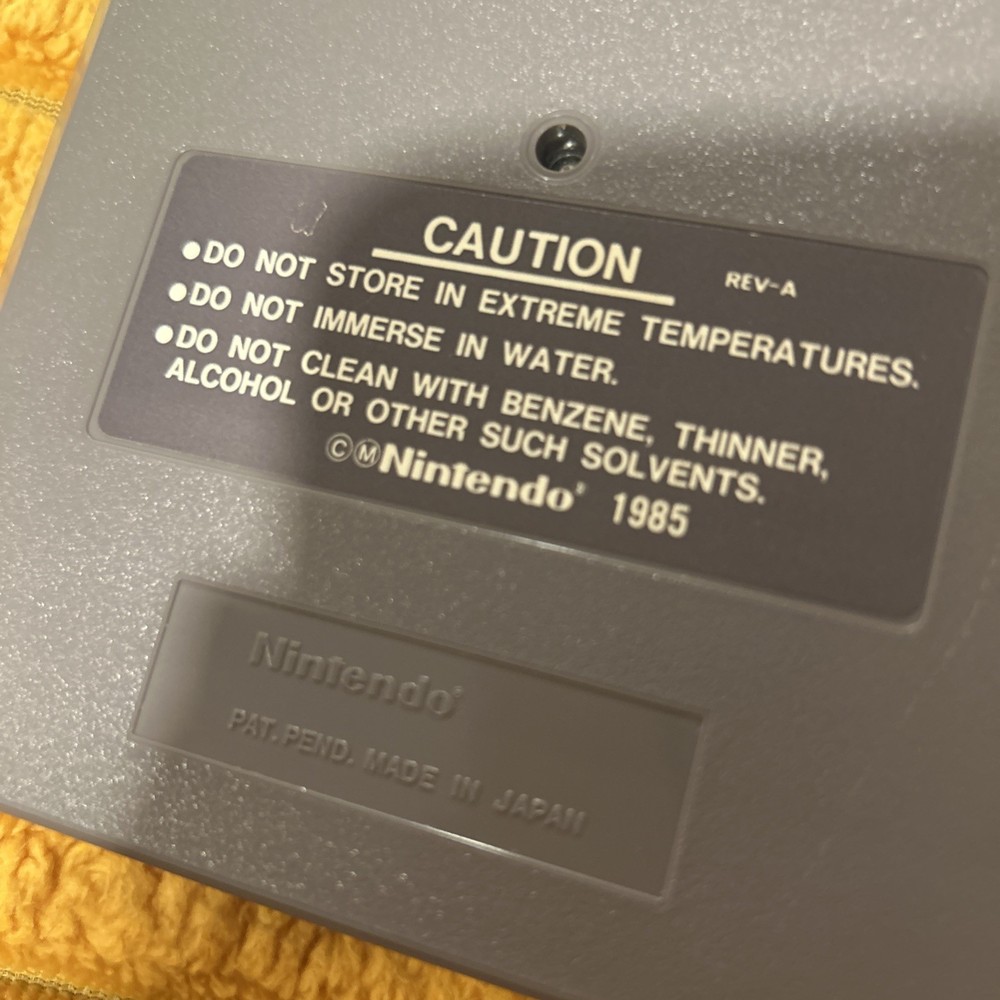 CAUTION
REV-A
●DO NOT STORE IN EXTREME TEMPERATURES.
●DO NOT IMMERSE IN WATER.
●DO NOT CLEAN WITH BENZENE, THINNER,
ALCOHOL OR OTHER SUCH SOLVENTS.
©ⓂNintendo® 1985
Nintendo®
PAT. PEND. MADE IN JAPAN